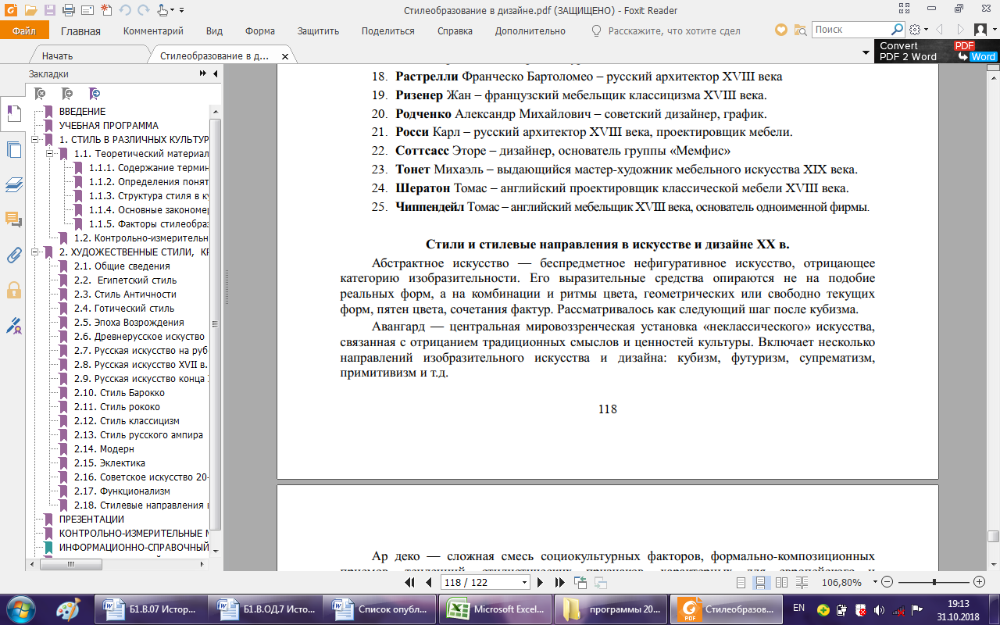 Стилеобразование в дизайне.pdf (ЗАЩИЩЕНО) - Foxit Reader
Файл Главная Комментарий Вид Форма Защитить Поделиться Справка Дополнительно Расскажите, что хотите сдел Поиск
Начать Стилеобразование в д... Convert PDF 2 Word PDF Word
Закладки
ВВЕДЕНИЕ
УЧЕБНАЯ ПРОГРАММА
1. СТИЛЬ В РАЗЛИЧНЫХ КУЛЬТУР
1.1. Теоретический материал
1.1.1. Содержание термин
1.1.2. Определения понят
1.1.3. Структура стиля в ку
1.1.4. Основные закономер
1.1.5. Факторы стилеобраз
1.2. Контрольно-измерительн
2. ХУДОЖЕСТВЕННЫЕ СТИЛИ, КР
2.1. Общие сведения
2.2. Египетский стиль
2.3. Стиль Античности
2.4. Готический стиль
2.5. Эпоха Возрождения
2.6. Древнерусское искуство
2.7. Русская искусство на руб
2.8. Русская искусство XVII в.
2.9. Русская искусство конца
2.10. Стиль Барокко
2.11. Стиль рококо
2.12. Стиль классицизм
2.13. Стиль русского ампира
2.14. Модерн
2.15. Эклектика
2.16. Советское искусство 20-
2.17. Функционализм
2.18. Стилевые направления
ПРЕЗЕНТАЦИИ
КОНТРОЛЬНО-ИЗМЕРИТЕЛЬНЫЕ М
ИНФОРМАЦИОННО-СПРАВОЧНЫЙ
18. Растрелли Франческо Бартоломео – русский архитектор XVIII века
19. Ризенер Жан – французский мебельщик классицизма XVIII века.
20. Родченко Александр Михайлович – советский дизайнер, график.
21. Росси Карл – русский архитектор XVIII века, проектировщик мебели.
22. Соттсасс Эторе – дизайнер, основатель группы «Мемфис»
23. Тонет Михаэль – выдающийся мастер-художник мебельного искусства XIX века.
24. Шератон Томас – английский проектировщик классической мебели XVIII века.
25. Чиппендейл Томас – английский мебельщик XVIII века, основатель одноименной фирмы.
Стили и стилевые направления в искусстве и дизайне XX в.
Абстрактное искусство — беспредметное нефигуративное искусство, отрицающее
категорию изобразительности. Его выразительные средства опираются не на подобие
реальных форм, а на комбинации и ритмы цвета, геометрических или свободно текущих
форм, пятен цвета, сочетания фактур. Рассматривалось как следующий шаг после кубизма.
Авангард — центральная мировоззренческая установка «неклассического» искусства,
связанная с отрицанием традиционных смыслов и ценностей культуры. Включает несколько
направлений изобразительного искусства и дизайна: кубизм, футуризм, супрематизм,
примитивизм и т.д.
118
Ар деко — сложная смесь социокультурных факторов, формально-композиционных
118 / 122 106,80%
Б1.В.07 Истор... Б1.В.ОД.7 Исто... Список опубл... Microsoft Excel... программы 20... Стилеобразов... EN 19:13
31.10.2018